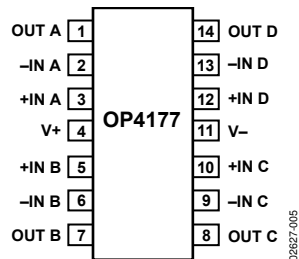 OUT A 1 14 OUT D
–IN A 2 13 –IN D
+IN A 3 12 +IN D
V+ 4 OP4177 11 V–
+IN B 5 10 +IN C
–IN B 6 9 –IN C
OUT B 7 8 OUT C
02627-005